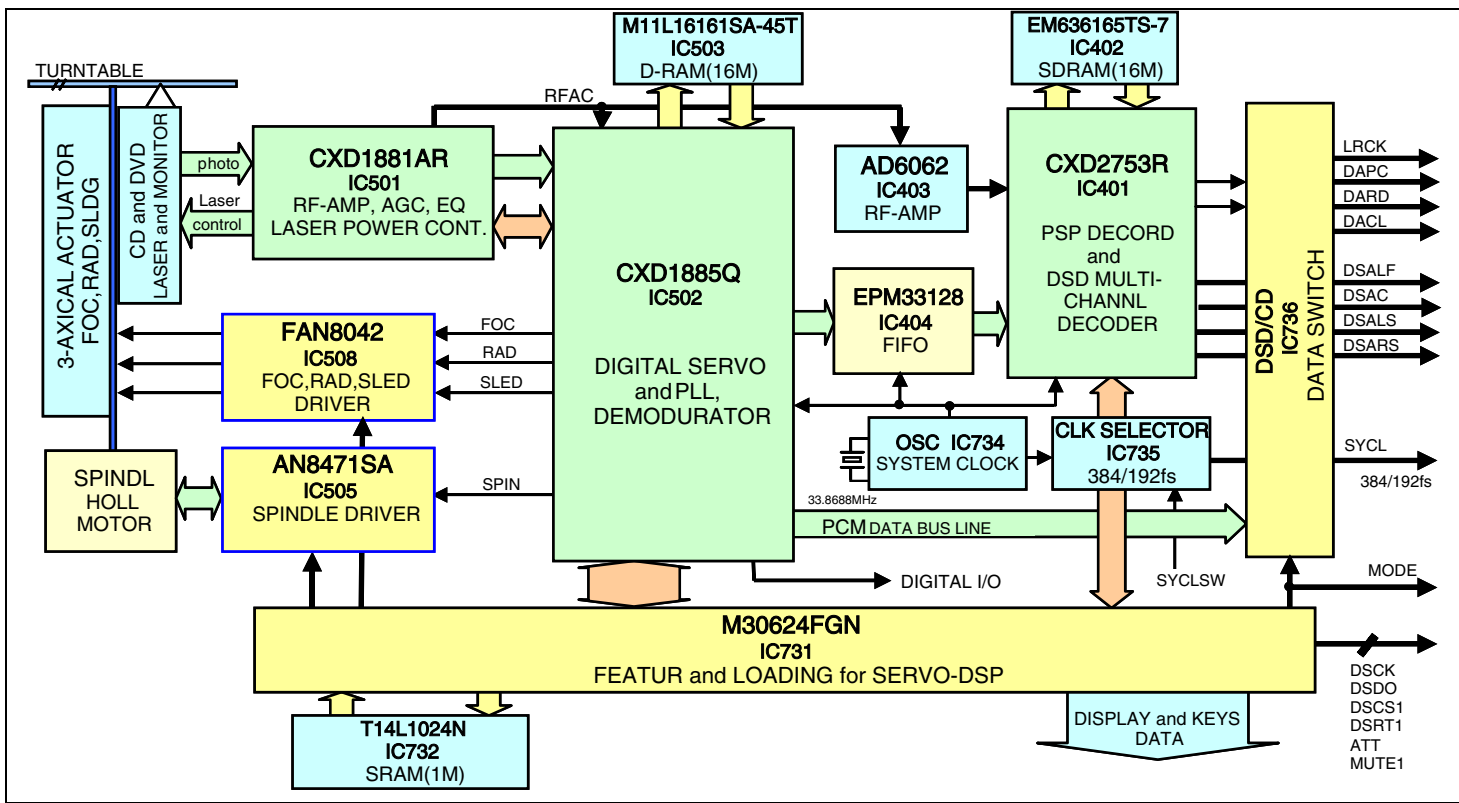 M11L16161SA-45T
IC503
D-RAM(16M)
EM636165TS-7
IC402
SDRAM(16M)
TURNTABLE
RFAC
3-AXICAL ACTUATOR
FOC,RAD,SLDG
CD and DVD
LASER and MONITOR
photo
Laser
control
CXD1881AR
IC501
RF-AMP, AGC, EQ
LASER POWER CONT.
AD6062
IC403
RF-AMP
CXD2753R
IC401
PSP DECORD
and
DSD MULTI-
CHANNL
DECODER
DSD/CD
IC736
DATA SWITCH
LRCK
DAPC
DARD
DACL
DSALF
DSAC
DSALS
DSARS
CXD1885Q
IC502
DIGITAL SERVO
and PLL,
DEMODURATOR
EPM33128
IC404
FIFO
FAN8042
IC508
FOC,RAD,SLED
DRIVER
FOC
RAD
SLED
OSC IC734
SYSTEM CLOCK
CLK SELECTOR
IC735
384/192fs
SYCL
384/192fs
SPINDL
HOLL
MOTOR
AN8471SA
IC505
SPINDLE DRIVER
SPIN
33.8688MHz
PCM DATA BUS LINE
DIGITAL I/O
SYCLSW
MODE
M30624FGN
IC731
FEATUR and LOADING for SERVO-DSP
DSCK
DSDO
DSCS1
DSRT1
ATT
MUTE1
T14L1024N
IC732
SRAM(1M)
DISPLAY and KEYS
DATA